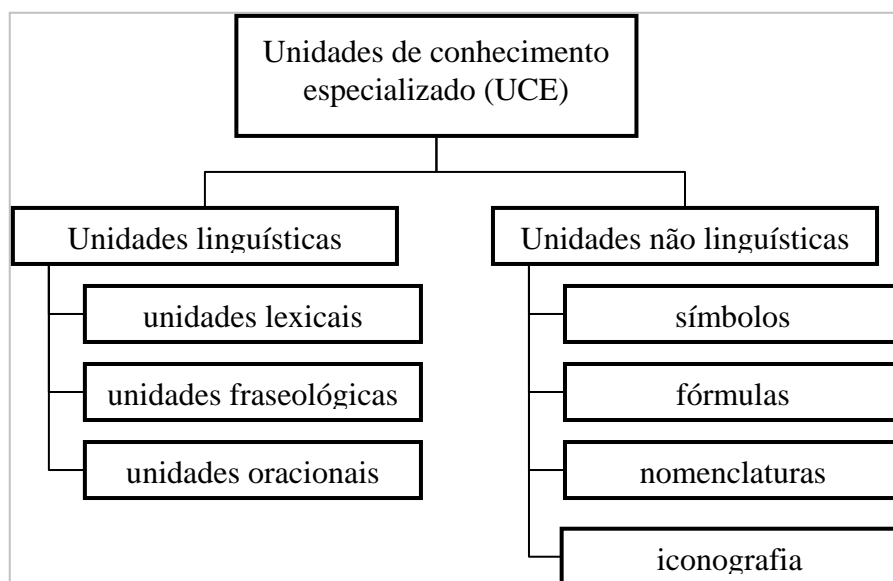 Unidades de conhecimento
especializado (UCE)
Unidades linguísticas
unidades lexicais
unidades fraseológicas
unidades oracionais
Unidades não linguísticas
símbolos
fórmulas
nomenclaturas
iconografia